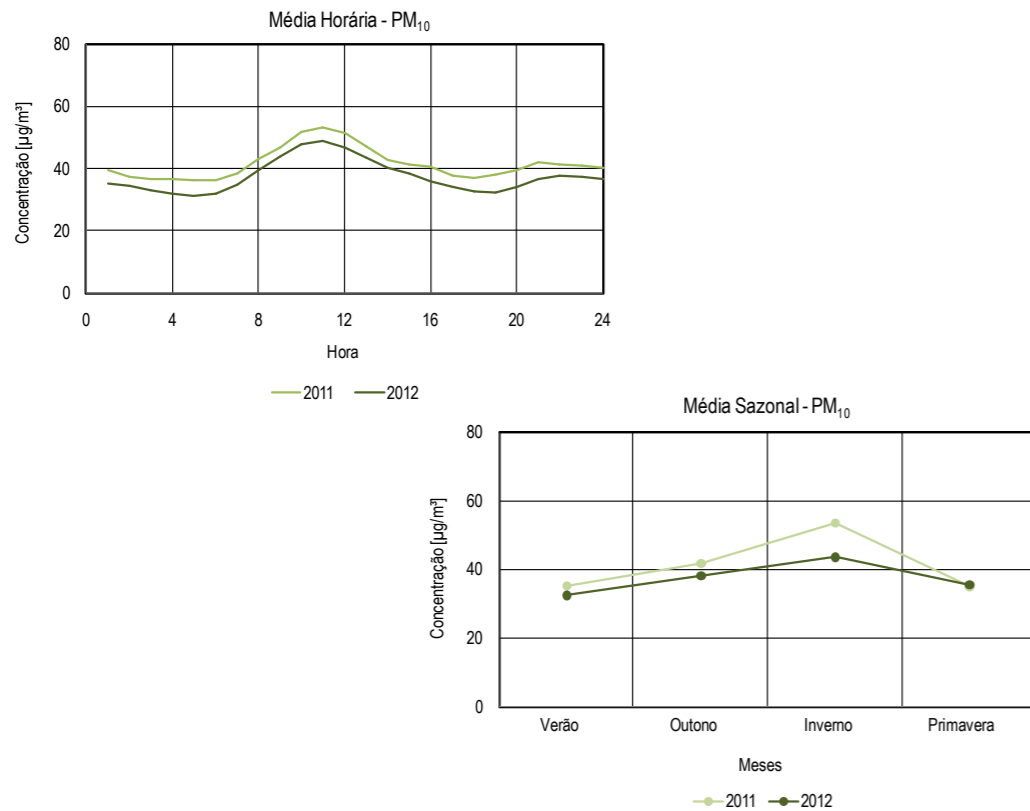 Média Horária - PM₁₀
80
60
40
20
0
Concentração [µg/m³]
0 4 8 12 16 20 24
Hora
2011 2012
Média Sazonal - PM₁₀
80
60
40
20
0
Concentração [µg/m³]
Verão Outono Inverno Primavera
Meses
2011 2012